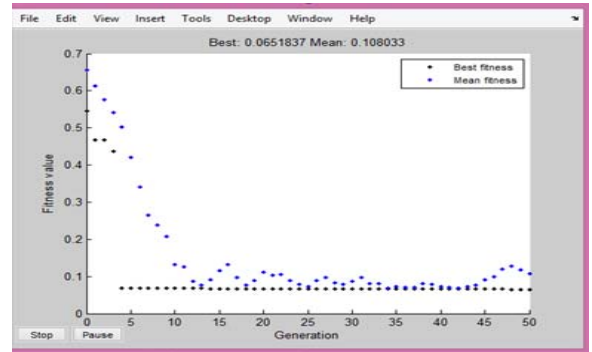 File Edit View Insert Tools Desktop Window Help
Best: 0.0651837 Mean: 0.108033
Best fitness
Mean fitness
0.7
0.6
0.5
0.4
0.3
0.2
0.1
0
Fitness value
0 5 10 15 20 25 30 35 40 45 50
Generation
Stop Pause